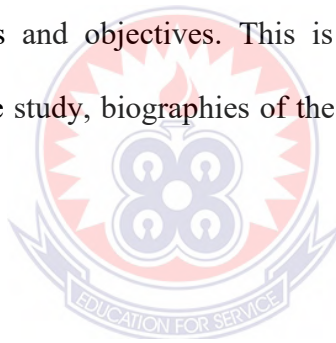 s and objectives. This is
e study, biographies of the
EDUCATION FOR SERVICE